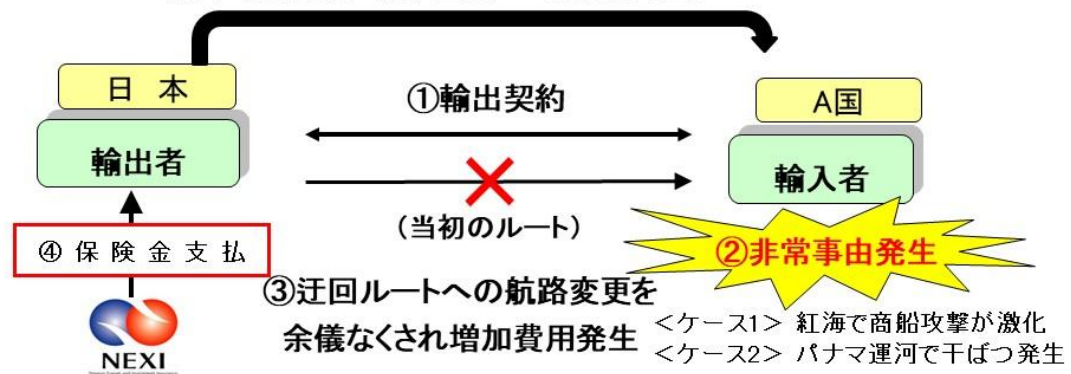 日 本
A国
①輸出契約
輸出者
輸入者
(当初のルート)
④ 保 険 金 支 払
②非常事由発生
③迂回ルートへの航路変更を
余儀なくされ増加費用発生
<ケース1> 紅海で商船攻撃が激化
<ケース2> パナマ運河で干ばつ発生
NEXI